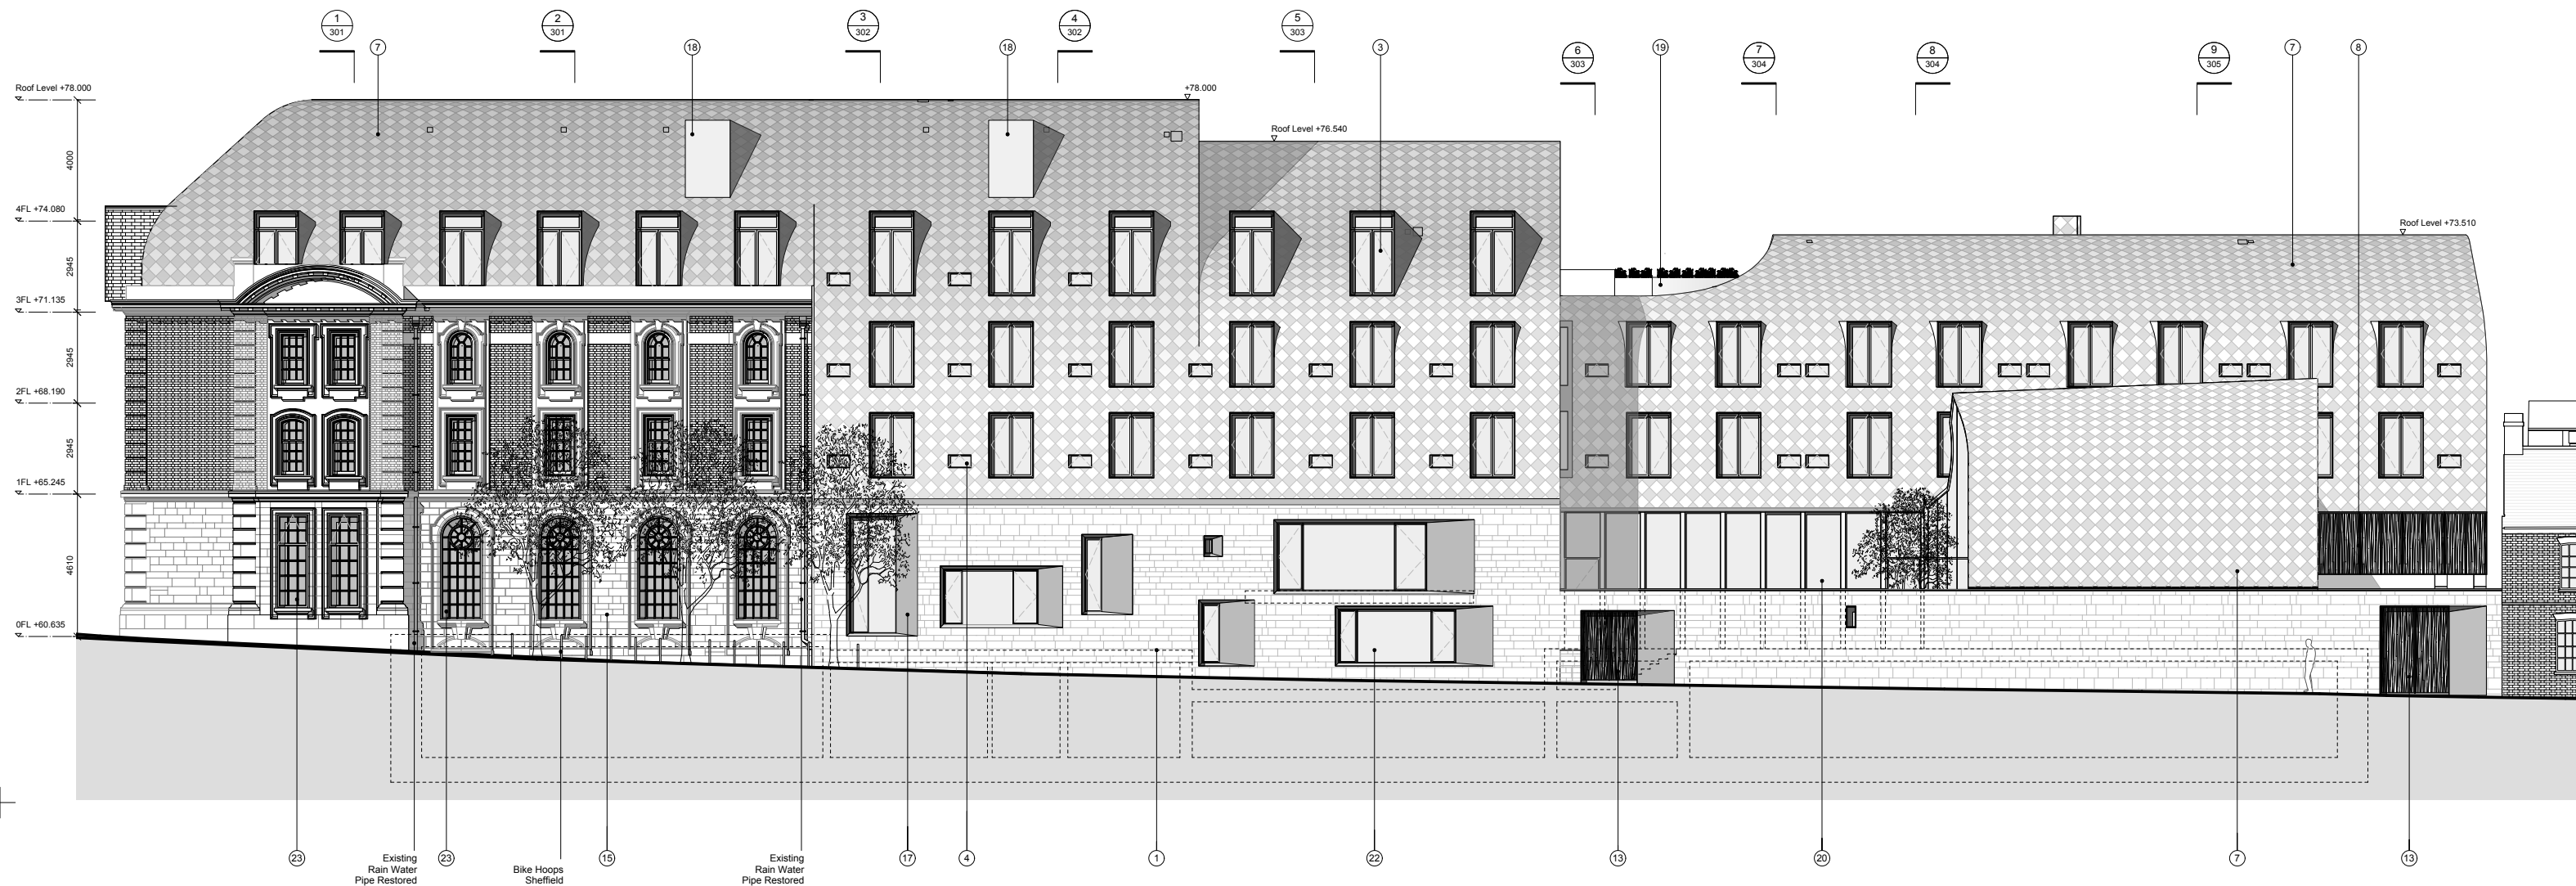 1
301
2
301
3
302
4
302
5
303
6
303
7
304
8
304
9
305
7
18
18
3
19
7
8
Roof Level +78.000
+78.000
Roof Level +76.540
Roof Level +73.510
4000
4FL +74.080
2945
3FL +71.135
2945
2FL +68.190
2945
1FL +65.245
4610
0FL +60.635
23
Existing
Rain Water
Pipe Restored
23
Bike Hoops
Sheffield
15
Existing
Rain Water
Pipe Restored
17
4
1
22
13
20
7
13